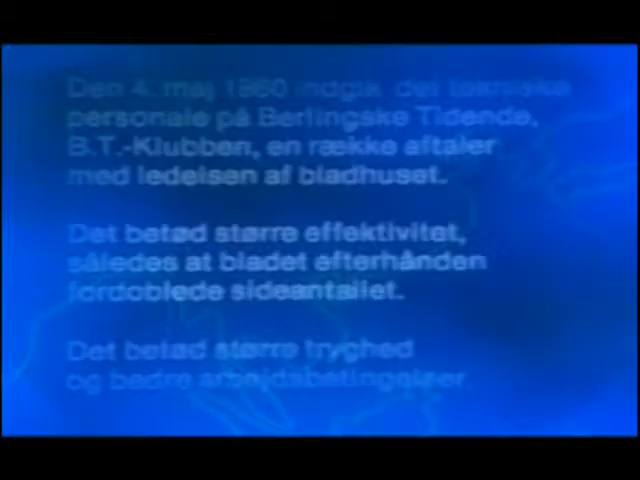 Den 4. maj 1960 indgik det tekniske
personale på Berlingske Tidende,
B.T.-Klubben, en række aftaler
med ledelsen af bladhuset.
Det betød større effektivitet,
således at bladet efterhånden
fordoblede sideantallet.
Det betød større tryghed
og bedre arbejdsbetingelser.